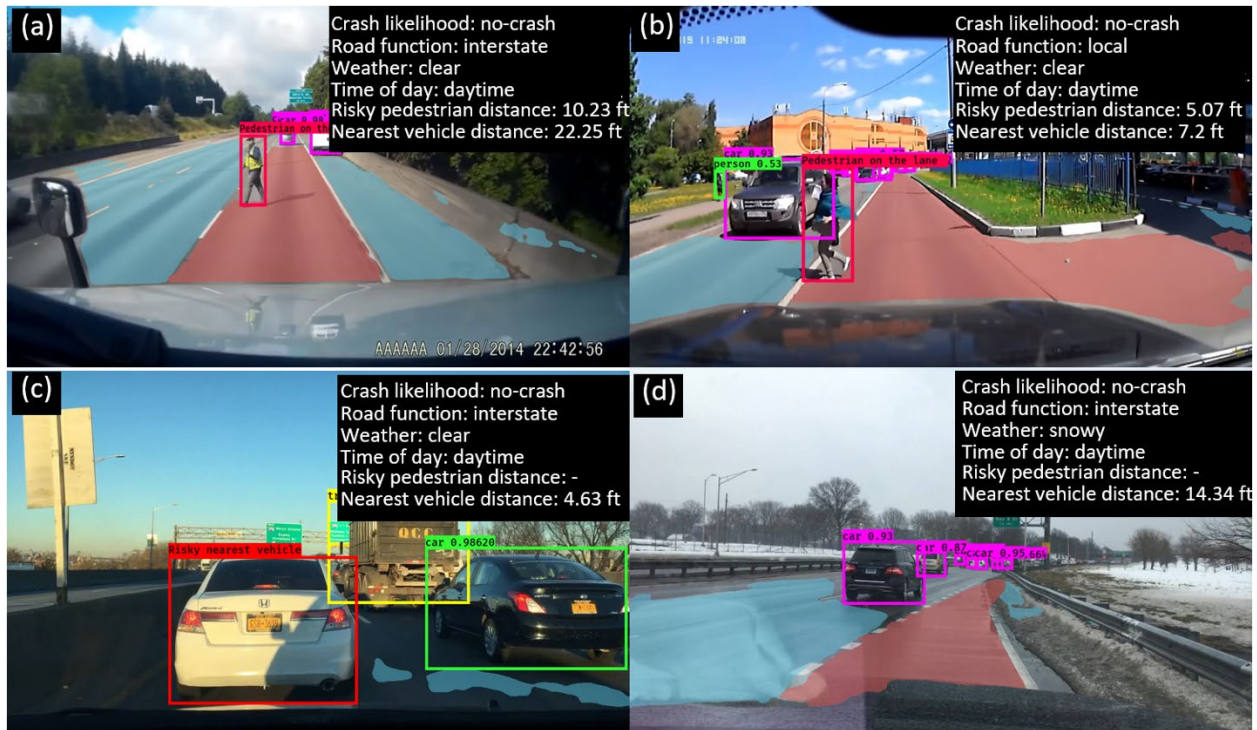 (a)
Crash likelihood: no-crash
Road function: interstate
Weather: clear
Time of day: daytime
Risky pedestrian distance: 10.23 ft
Nearest vehicle distance: 22.25 ft
Pedestrian on th
AAAAAA 01/28/2014 22:42:56
(b)
11:24:00
Crash likelihood: no-crash
Road function: local
Weather: clear
Time of day: daytime
Risky pedestrian distance: 5.07 ft
Nearest vehicle distance: 7.2 ft
car 0.93
person 0.53
Pedestrian on the lane
(c)
Crash likelihood: no-crash
Road function: interstate
Weather: clear
Time of day: daytime
Risky pedestrian distance: -
Nearest vehicle distance: 4.63 ft
Risky nearest vehicle
QCC
car 0.98620
(d)
Crash likelihood: no-crash
Road function: interstate
Weather: snowy
Time of day: daytime
Risky pedestrian distance: -
Nearest vehicle distance: 14.34 ft
car 0.93
car 0.95